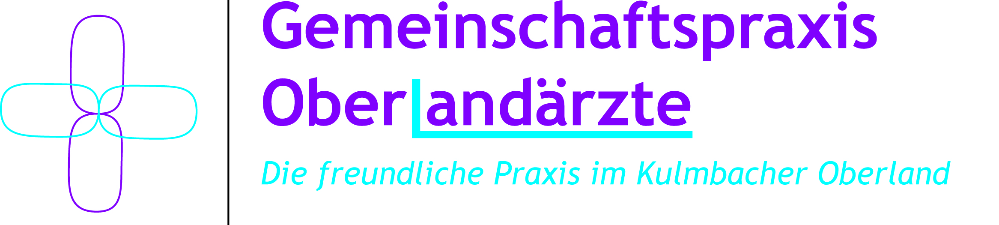 Gemeinschaftspraxis
Oberlandärzte
Die freundliche Praxis im Kulmbacher Oberland